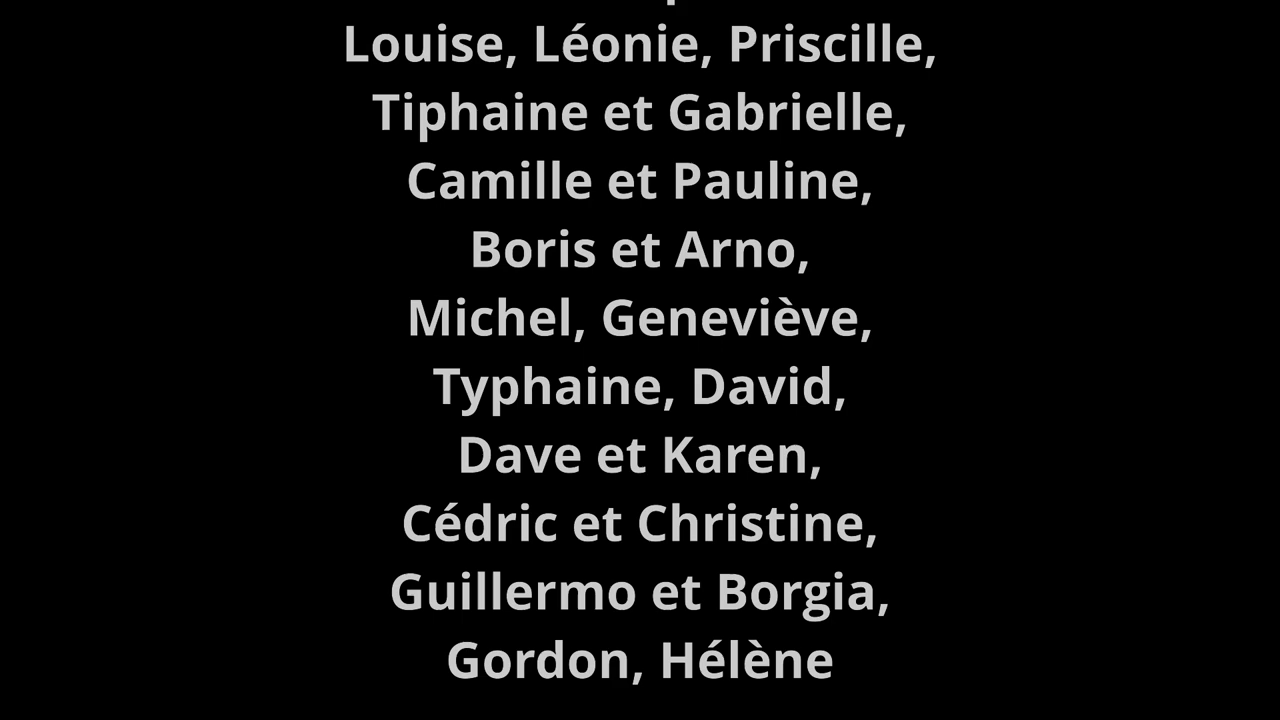 Louise, Léonie, Priscille,
Tiphaine et Gabrielle,
Camille et Pauline,
Boris et Arno,
Michel, Geneviève,
Typhaine, David,
Dave et Karen,
Cédric et Christine,
Guillermo et Borgia,
Gordon, Hélène